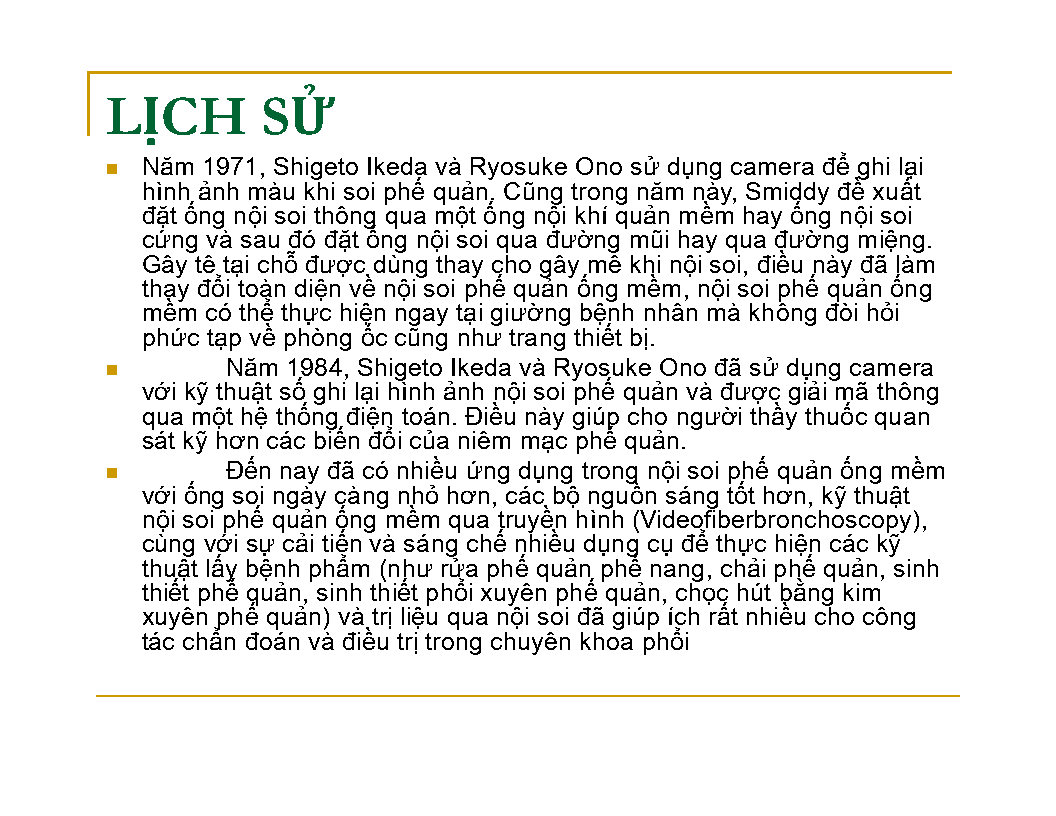 LỊCH SỬ
Năm 1971, Shigeto Ikeda và Ryosuke Ono sử dụng camera để ghi lại
hình ảnh màu khi soi phế quản. Cũng trong năm này, Smiddy đề xuất
đặt ống nội soi thông qua một ống nội khí quản mềm hay ống nội soi
cứng và sau đó đặt ống nội soi qua đường mũi hay qua đường miệng.
Gây tê tại chỗ được dùng thay cho gây mê khi nội soi, điều này đã làm
thay đổi toàn diện về nội soi phế quản ống mềm, nội soi phế quản ống
mềm có thể thực hiện ngay tại giường bệnh nhân mà không đòi hỏi
phức tạp về phòng ốc cũng như trang thiết bị.
Năm 1984, Shigeto Ikeda và Ryosuke Ono đã sử dụng camera
với kỹ thuật số ghi lại hình ảnh nội soi phế quản và được giải mã thông
qua một hệ thống điện toán. Điều này giúp cho người thầy thuốc quan
sát kỹ hơn các biến đổi của niêm mạc phế quản.
Đến nay đã có nhiều ứng dụng trong nội soi phế quản ống mềm
với ống soi ngày càng nhỏ hơn, các bộ nguồn sáng tốt hơn, kỹ thuật
nội soi phế quản ống mềm qua truyền hình (Videofiberbronchoscopy),
cùng với sự cải tiến và sáng chế nhiều dụng cụ để thực hiện các kỹ
thuật lấy bệnh phẩm (như rửa phế quản phế nang, chải phế quản, sinh
thiết phế quản, sinh thiết phổi xuyên phế quản, chọc hút bằng kim
xuyên phế quản) và trị liệu qua nội soi đã giúp ích rất nhiều cho công
tác chẩn đoán và điều trị trong chuyên khoa phổi